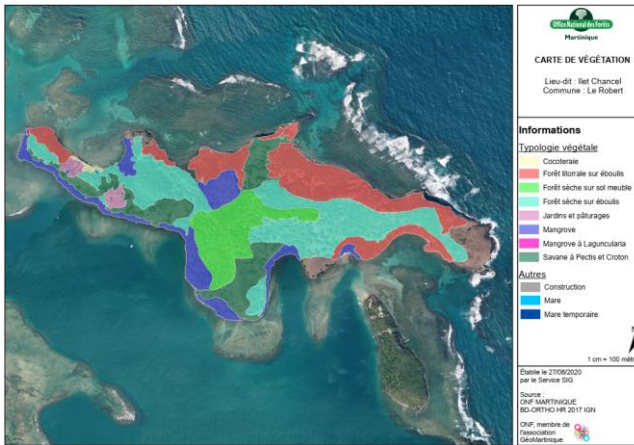 Office National des Forêts
Martinique
CARTE DE VÉGÉTATION
Lieu-dit : Ilet Chancel
Commune : Le Robert
Informations
Typologie végétale
Cocoteraie
Forêt littorale sur éboulis
Forêt sèche sur sol meuble
Forêt sèche sur éboulis
Jardins et pâturages
Mangrove
Mangrove à Laguncularia
Savane à Pectis et Croton
Autres
Construction
Mare
Mare temporaire
N
1 cm = 100 mètr
Établie le 27/08/2020
par le Service SIG
Source :
ONF MARTINIQUE
BD-ORTHO HR 2017 IGN
ONF, membre de
l'association
GéoMartinique